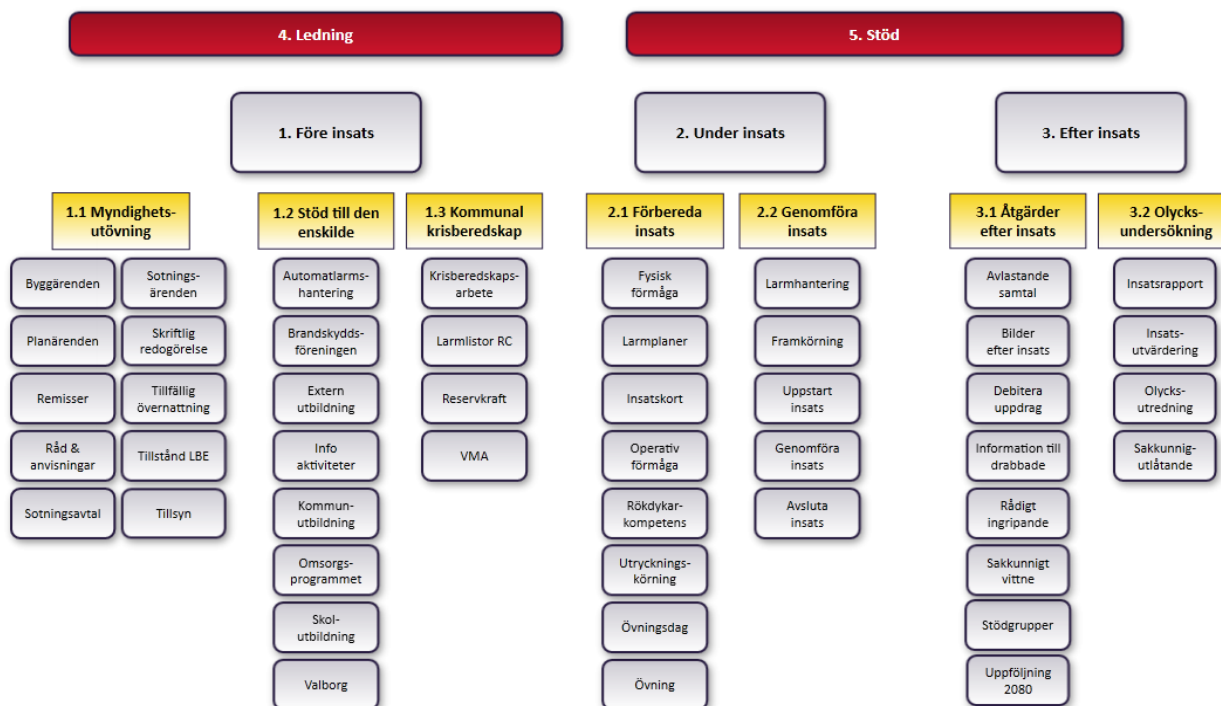 4. Ledning
5. Stöd
1. Före insats
2. Under insats
3. Efter insats
1.1 Myndighets-
utövning
1.2 Stöd till den
enskilde
1.3 Kommunal
krisberedskap
2.1 Förbereda
insats
2.2 Genomföra
insats
3.1 Åtgärder
efter insats
3.2 Olycks-
undersökning
Byggärenden
Planärenden
Remisser
Råd &
anvisningar
Sotningsavtal
Sotnings-
ärenden
Skriftlig
redogörelse
Tillfällig
övernattning
Tillstånd LBE
Tillsyn
Automatlarms-
hantering
Brandskydds-
föreningen
Extern
utbildning
Info
aktiviteter
Kommun-
utbildning
Omsorgs-
programmet
Skol-
utbildning
Valborg
Krisberedskaps-
arbete
Larmlistor RC
Reservkraft
VMA
Fysisk
förmåga
Larmplaner
Insatskort
Operativ
förmåga
Rökdykar-
kompetens
Utrycknings-
körning
Övningsdag
Övning
Larmhantering
Framkörning
Uppstart
insats
Genomföra
insats
Avsluta
insats
Avlastande
samtal
Bilder
efter insats
Debitera
uppdrag
Information till
drabbade
Rådigt
ingripande
Sakkunnigt
vittne
Stödgrupper
Uppföljning
2080
Insatsrapport
Insats-
utvärdering
Olycks-
utredning
Sakkunnig-
utlåtande